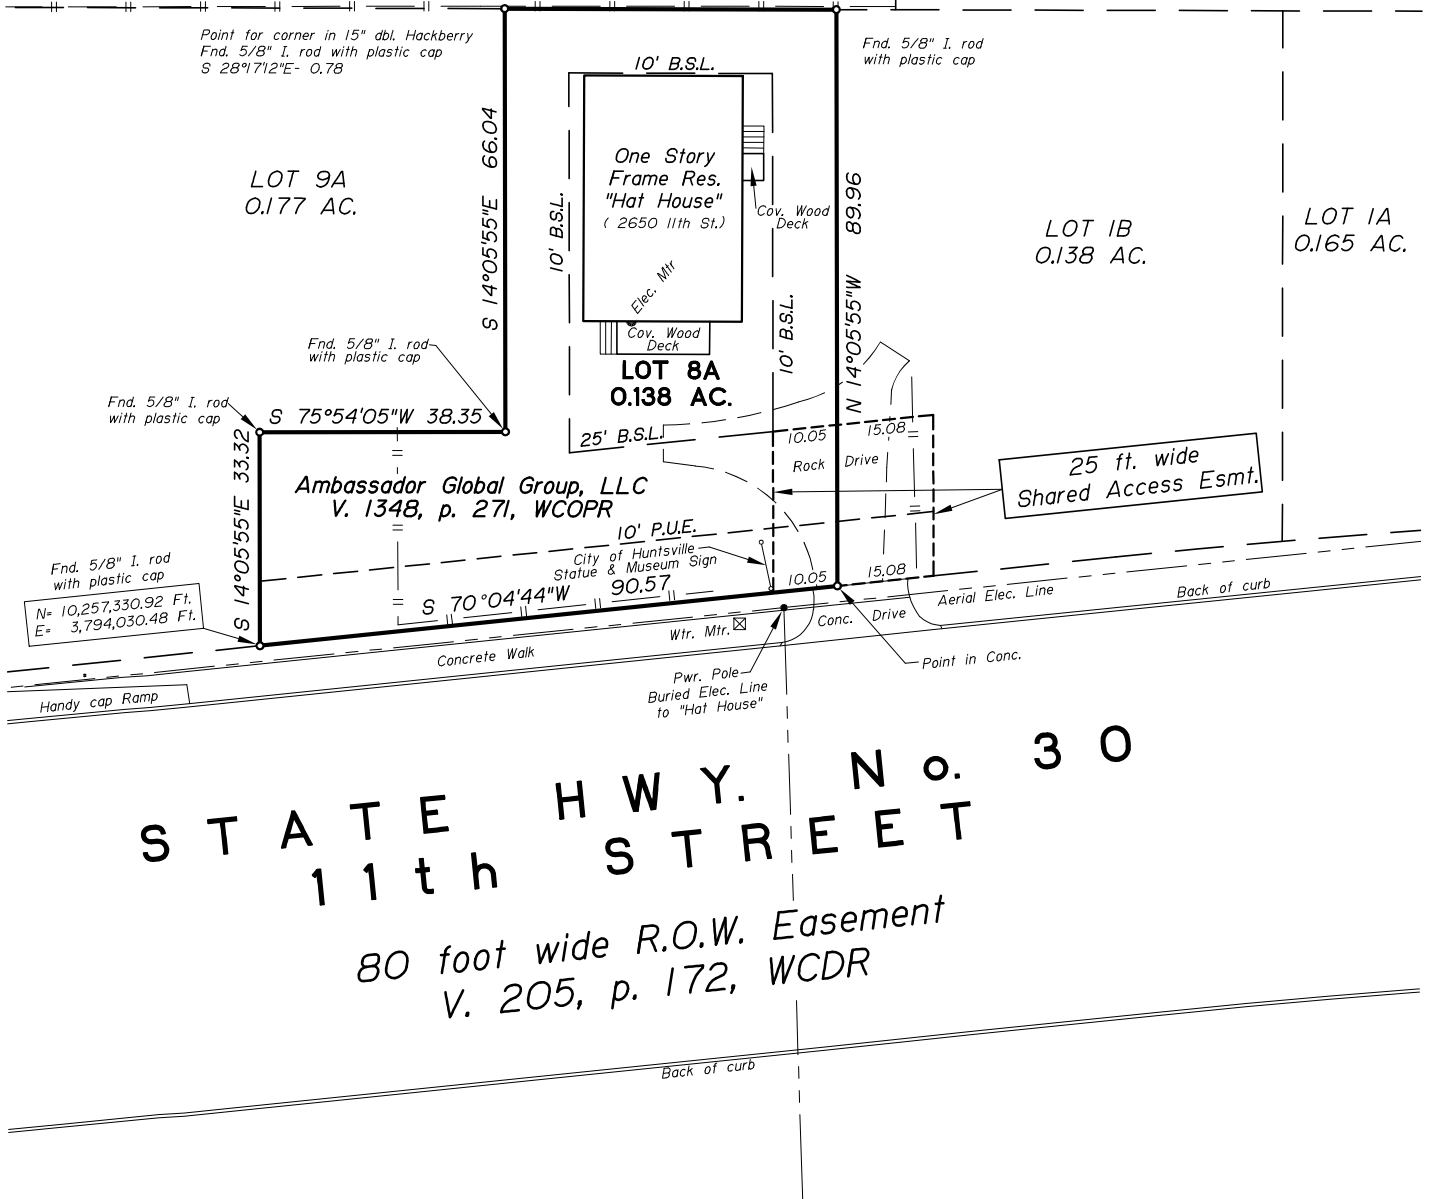 Point for corner in 15" dbl. Hackberry
Fnd. 5/8" I. rod with plastic cap
S 28°17'12"E- 0.78
Fnd. 5/8" I. rod
with plastic cap
10' B.S.L.
66.04
S 14°05'55"E
One Story
Frame Res.
"Hat House"
( 2650 11th St.)
Cov. Wood
Deck
10' B.S.L.
Elec. Mtr
Cov. Wood
Deck
10' B.S.L.
89.96
N 14°05'55"W
LOT 9A
0.177 AC.
LOT 1B
0.138 AC.
LOT 1A
0.165 AC.
LOT 8A
0.138 AC.
Fnd. 5/8" I. rod
with plastic cap
Fnd. 5/8" I. rod
with plastic cap
S 75°54'05"W 38.35
25' B.S.L.
10.05
15.08
Rock Drive
25 ft. wide
Shared Access Esmt.
S 14°05'55"E 33.32
Ambassador Global Group, LLC
V. 1348, p. 271, WCOPR
10' P.U.E.
City of Huntsville
Statue & Museum Sign
10.05
15.08
Fnd. 5/8" I. rod
with plastic cap
N= 10,257,330.92 Ft.
E= 3,794,030.48 Ft.
S 70°04'44"W 90.57
Aerial Elec. Line
Back of curb
Conc. Drive
Wtr. Mtr.
Concrete Walk
Point in Conc.
Handy cap Ramp
Pwr. Pole
Buried Elec. Line
to "Hat House"
STATE HWY. No. 30
11th STREET
80 foot wide R.O.W. Easement
V. 205, p. 172, WCDR
Back of curb